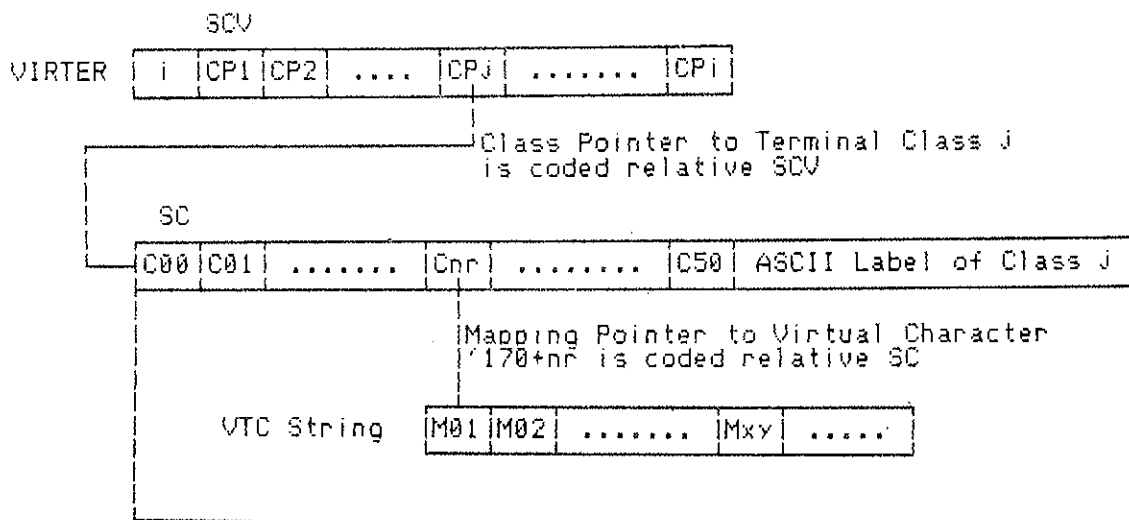 SCV
VIRTER i CP1 CP2 .... CPj ....... CPi
Class Pointer to Terminal Class j
is coded relative SCV
SC
C00 C01 ....... Cnr ........ C50 ASCII Label of Class j
Mapping Pointer to Virtual Character
'170+nr is coded relative SC
VTC String M01 M02 ....... Mxy .....